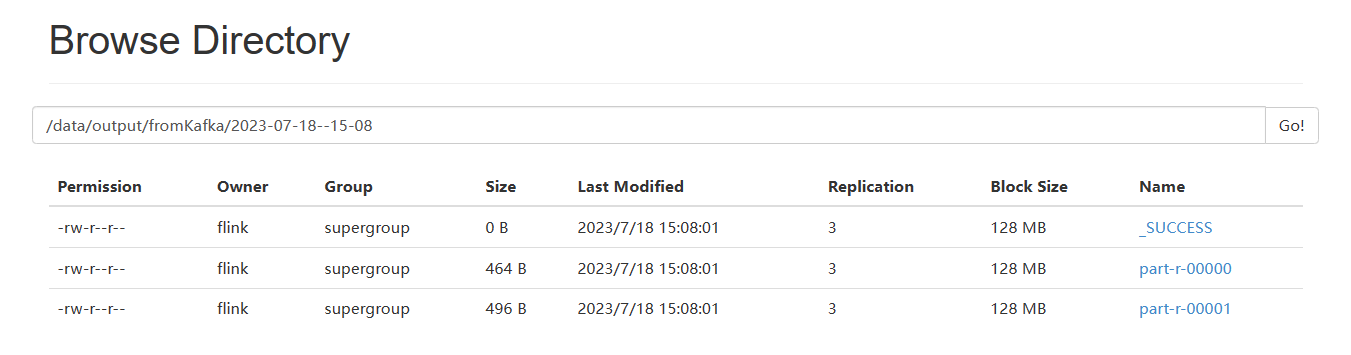 Browse Directory
/data/output/fromKafka/2023-07-18--15-08 Go!
Permission Owner Group Size Last Modified Replication Block Size Name
-rw-r--r-- flink supergroup 0 B 2023/7/18 15:08:01 3 128 MB _SUCCESS
-rw-r--r-- flink supergroup 464 B 2023/7/18 15:08:01 3 128 MB part-r-00000
-rw-r--r-- flink supergroup 496 B 2023/7/18 15:08:01 3 128 MB part-r-00001